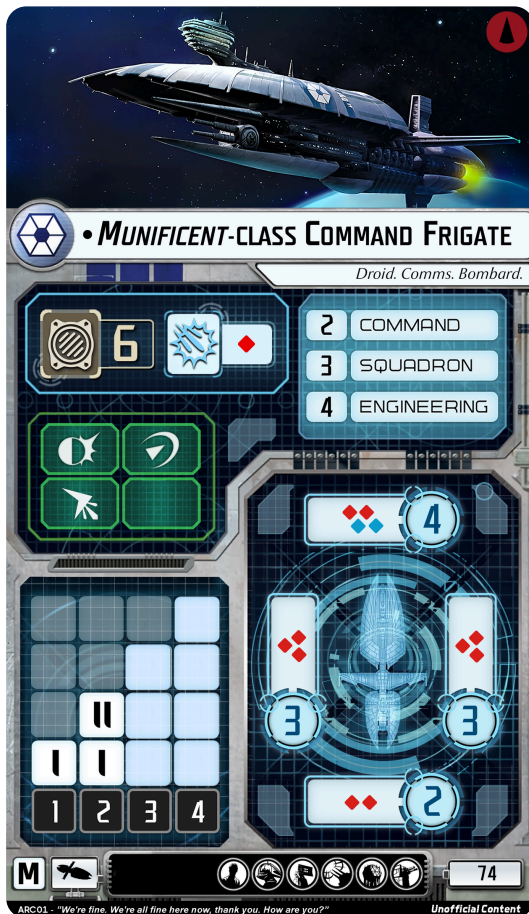 • MUNIFICENT-CLASS COMMAND FRIGATE
Droid. Comms. Bombard.
6
2 COMMAND
3 SQUADRON
4 ENGINEERING
4
3 3
2
II
I I
1 2 3 4
M 74
ARC01 - "We're fine. We're all fine here now, thank you. How are you?" Unofficial Content